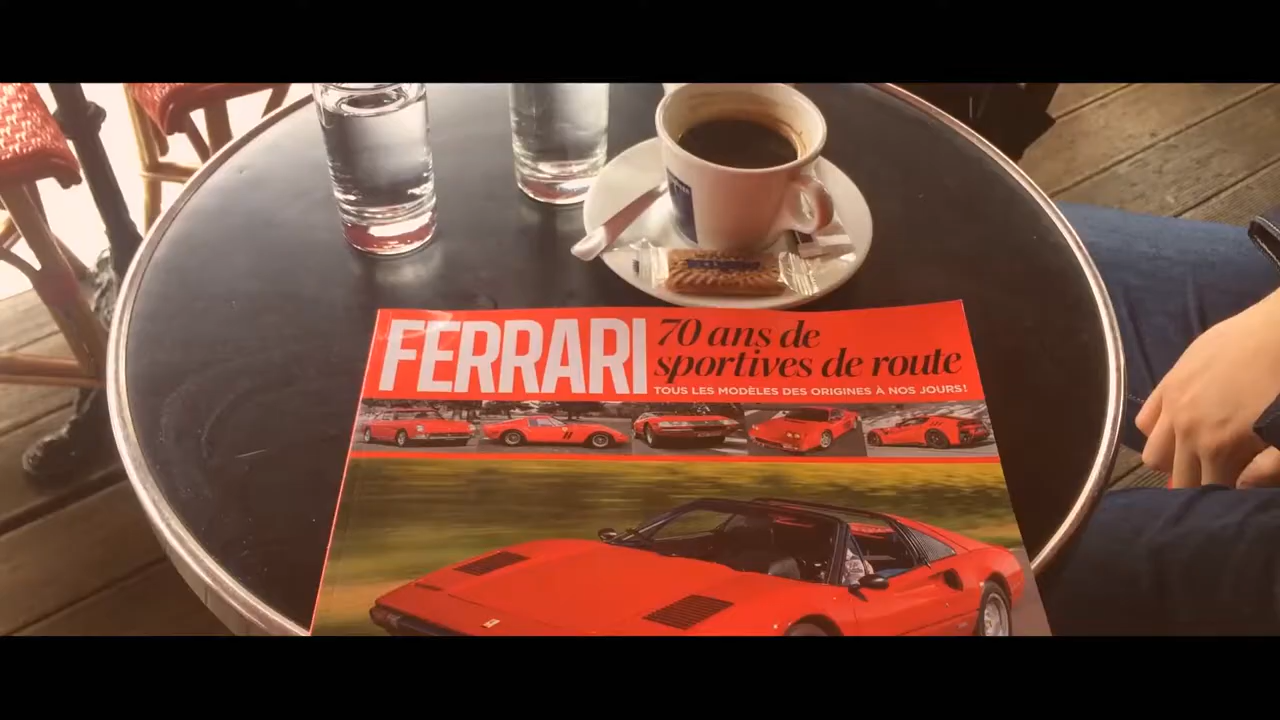 FERRARI
70 ans de
sportives de route
TOUS LES MODÈLES DES ORIGINES À NOS JOURS!